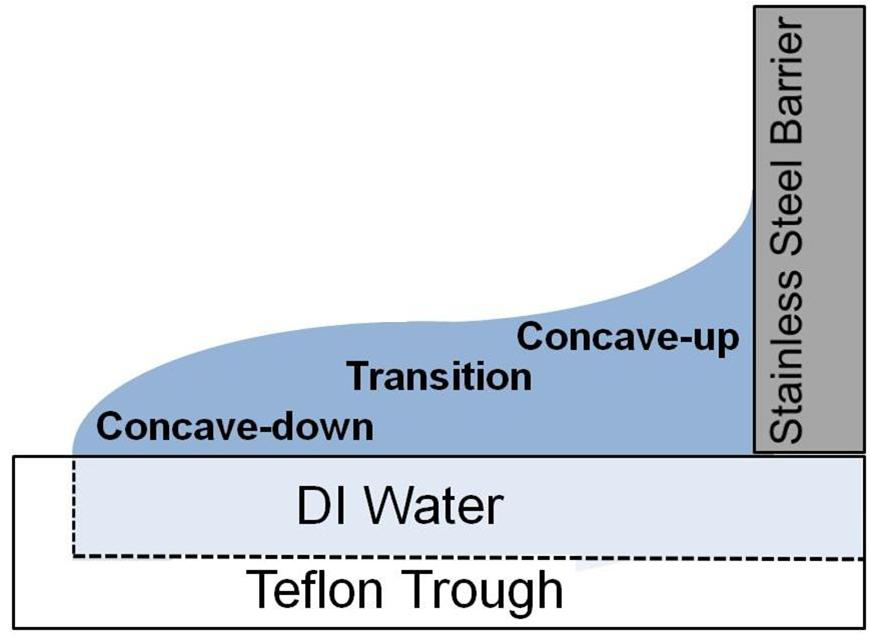 Stainless Steel Barrier
Concave-up
Transition
Concave-down
DI Water
Teflon Trough